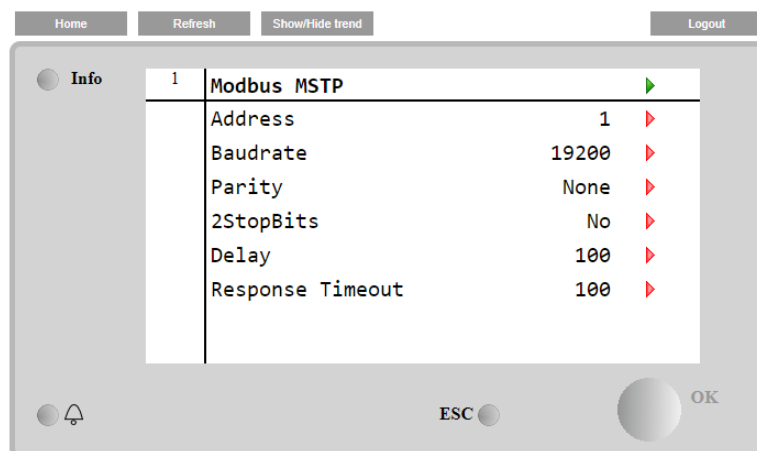 Home Refresh Show/Hide trend Logout
Info
1 Modbus MSTP
Address 1
Baudrate 19200
Parity None
2StopBits No
Delay 100
Response Timeout 100
ESC OK